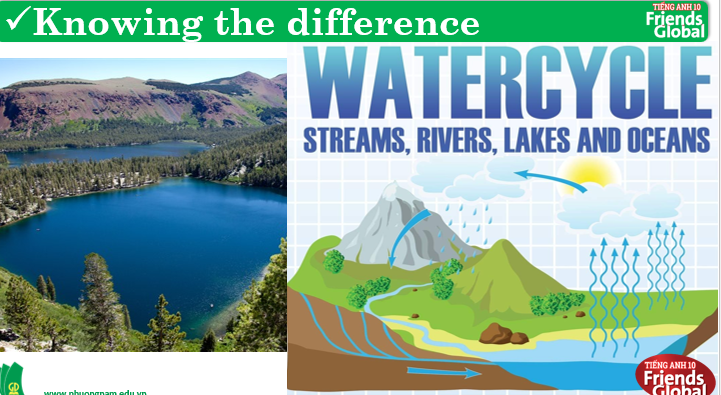 ✓Knowing the difference
TIẾNG ANH 10
Friends
Global
WATERCYCLE
STREAMS, RIVERS, LAKES AND OCEANS
www.phuongnam.edu.vn
TIẾNG ANH 10
Friends
Global